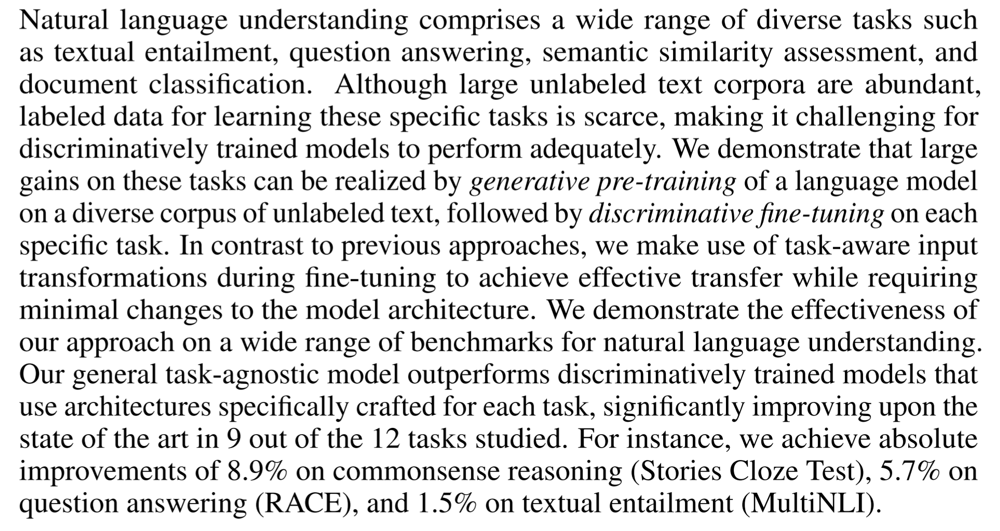 Natural language understanding comprises a wide range of diverse tasks such
as textual entailment, question answering, semantic similarity assessment, and
document classification. Although large unlabeled text corpora are abundant,
labeled data for learning these specific tasks is scarce, making it challenging for
discriminatively trained models to perform adequately. We demonstrate that large
gains on these tasks can be realized by generative pre-training of a language model
on a diverse corpus of unlabeled text, followed by discriminative fine-tuning on each
specific task. In contrast to previous approaches, we make use of task-aware input
transformations during fine-tuning to achieve effective transfer while requiring
minimal changes to the model architecture. We demonstrate the effectiveness of
our approach on a wide range of benchmarks for natural language understanding.
Our general task-agnostic model outperforms discriminatively trained models that
use architectures specifically crafted for each task, significantly improving upon the
state of the art in 9 out of the 12 tasks studied. For instance, we achieve absolute
improvements of 8.9% on commonsense reasoning (Stories Cloze Test), 5.7% on
question answering (RACE), and 1.5% on textual entailment (MultiNLI).